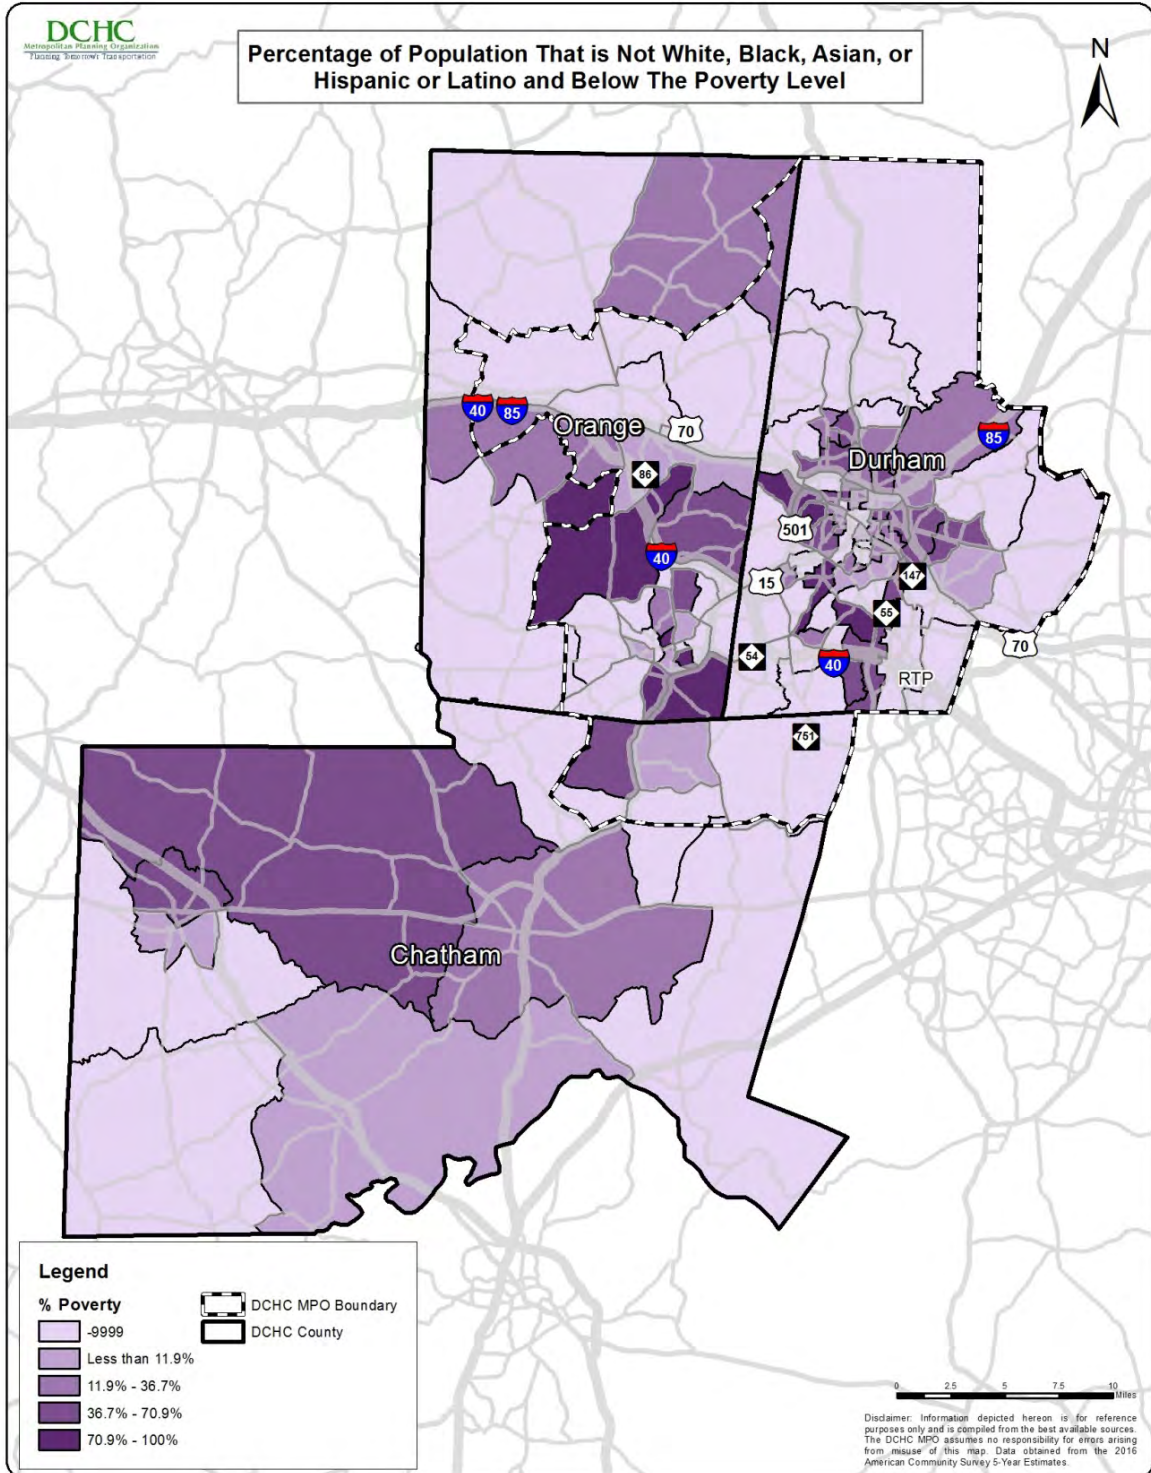 DCHC
Metropolitan Planning Organization
Planning Tomorrow's Transportation
Percentage of Population That is Not White, Black, Asian, or
Hispanic or Latino and Below The Poverty Level
N
40
85
Orange
70
86
Durham
85
501
40
15
147
55
54
40
70
RTP
751
Chatham
Legend
% Poverty
-9999
Less than 11.9%
11.9% - 36.7%
36.7% - 70.9%
70.9% - 100%
DCHC MPO Boundary
DCHC County
0 2.5 5 7.5 10
Miles
Disclaimer: Information depicted hereon is for reference
purposes only and is compiled from the best available sources.
The DCHC MPO assumes no responsibility for errors arising
from misuse of this map. Data obtained from the 2016
American Community Survey 5-Year Estimates.